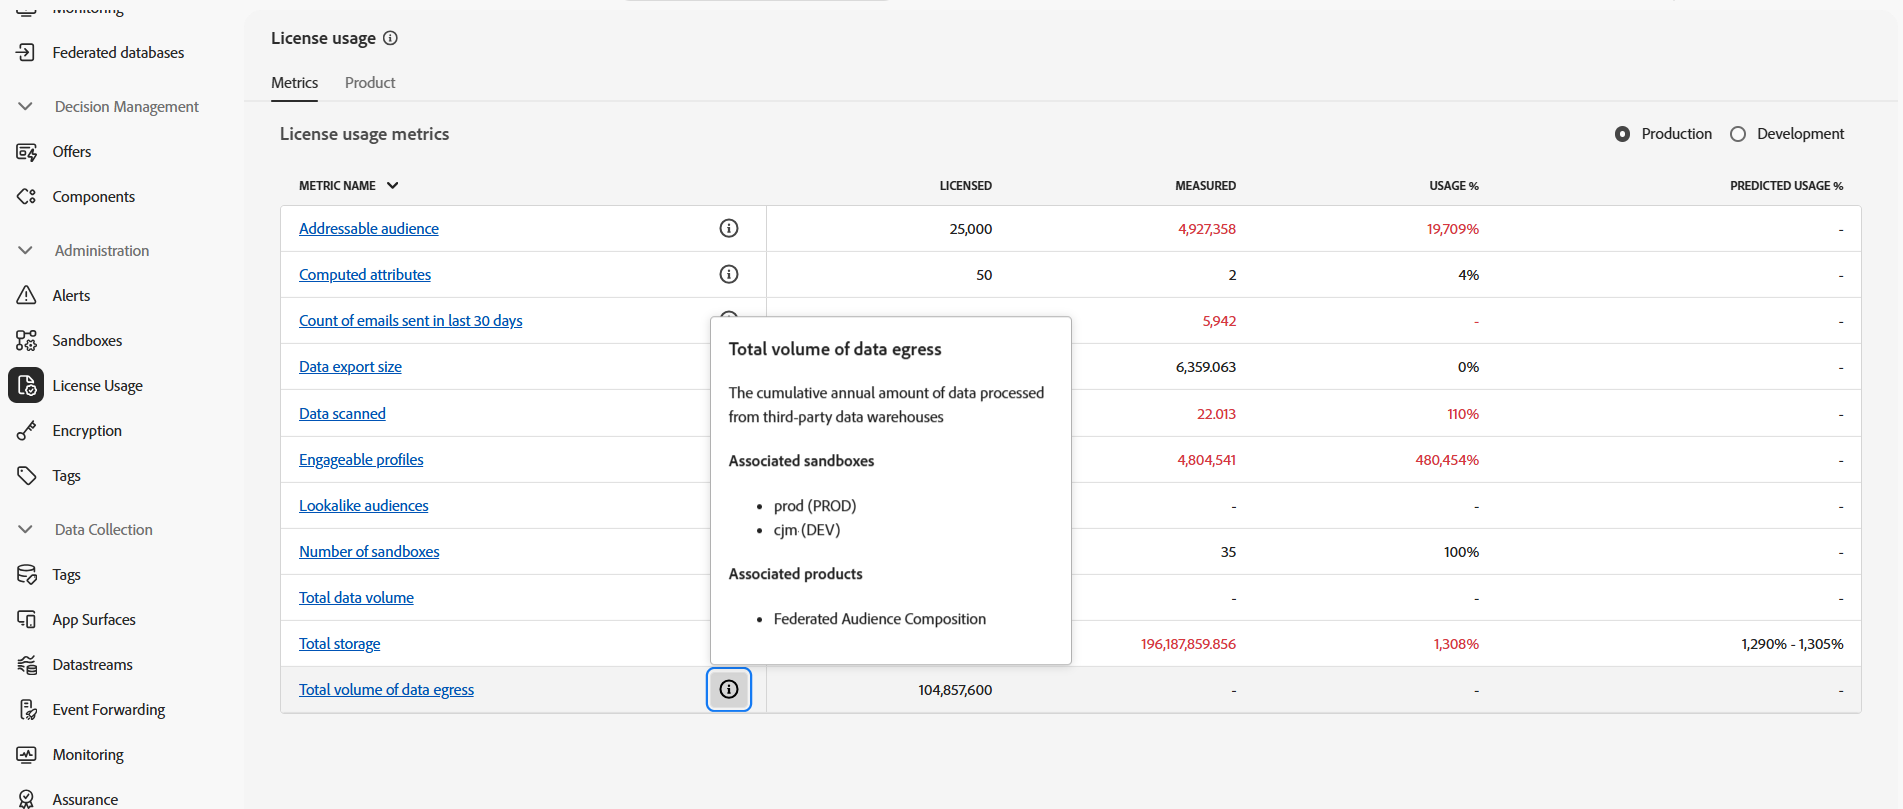 Monitoring
Federated databases
Decision Management
Offers
Components
Administration
Alerts
Sandboxes
License Usage
Encryption
Tags
Data Collection
Tags
App Surfaces
Datastreams
Event Forwarding
Monitoring
Assurance
License usage
Metrics Product
License usage metrics
Production Development
METRIC NAME LICENSED MEASURED USAGE % PREDICTED USAGE %
Addressable audience 25,000 4,927,358 19,709% -
Computed attributes 50 2 4% -
Count of emails sent in last 30 days 5,942 - -
Data export size 6,359.063 0% -
Data scanned 22.013 110% -
Engageable profiles 4,804,541 480,454% -
Lookalike audiences - - -
Number of sandboxes 35 100% -
Total data volume - - -
Total storage 196,187,859.856 1,308% 1,290% - 1,305%
Total volume of data egress 104,857,600 - - -
Total volume of data egress
The cumulative annual amount of data processed
from third-party data warehouses
Associated sandboxes
• prod (PROD)
• cjm (DEV)
Associated products
• Federated Audience Composition